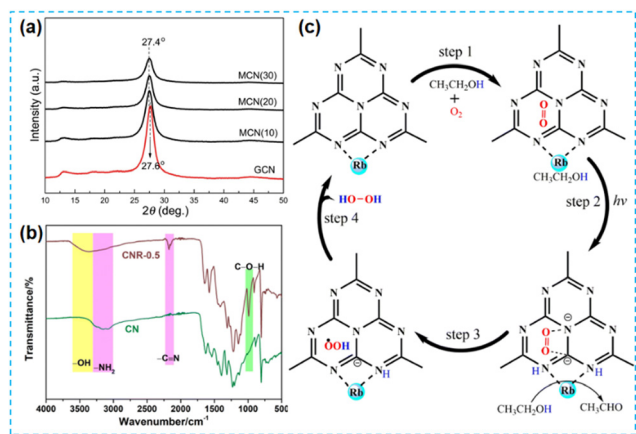 (a)
27.4°
MCN(30)
MCN(20)
MCN(10)
GCN
27.6°
Intensity (a.u.)
10 15 20 25 30 35 40 45 50
2θ (deg.)
(b)
CNR-0.5
C-O-H
CN
-OH
-NH2
-C≡N
Transmittance/%
4000 3500 3000 2500 2000 1500 1000 500
Wavenumber/cm-1
(c)
N N
N N N
N N
Rb
step 1
CH3CH2OH
+
O2
N N
N N N
O
O
N N
Rb
CH3CH2OH
step 2
hν
N N
N N N
O
O
N N
H H
Rb
CH3CH2OH
CH3CHO
step 3
N N
N N N
OOH
N N
H
Rb
step 4
HO-OH